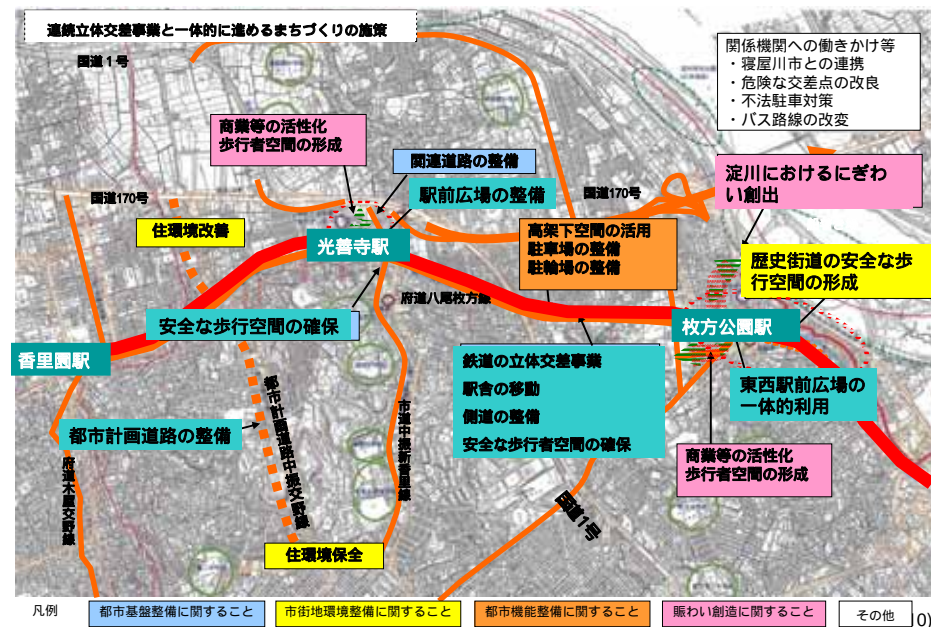 連続立体交差事業と一体的に進めるまちづくりの施策
国道1号
関係機関への働きかけ等
・寝屋川市との連携
・危険な交差点の改良
・不法駐車対策
・バス路線の改変
商業等の活性化
歩行者空間の形成
関連道路の整備
淀川におけるにぎわ
い創出
国道170号
駅前広場の整備
国道170号
住環境改善
高架下空間の活用
駐車場の整備
駐輪場の整備
光善寺駅
歴史街道の安全な歩
行空間の形成
府道八尾枚方線
安全な歩行空間の確保
枚方公園駅
香里園駅
鉄道の立体交差事業
駅舎の移動
側道の整備
安全な歩行者空間の確保
東西駅前広場の
一体的利用
都市計画道路の整備
都市計画道路中振交野線
市道中振新香里線
府道木屋交野線
商業等の活性化
歩行者空間の形成
国道1号
住環境保全
凡例
都市基盤整備に関すること
市街地環境整備に関すること
都市機能整備に関すること
賑わい創造に関すること
その他
10)